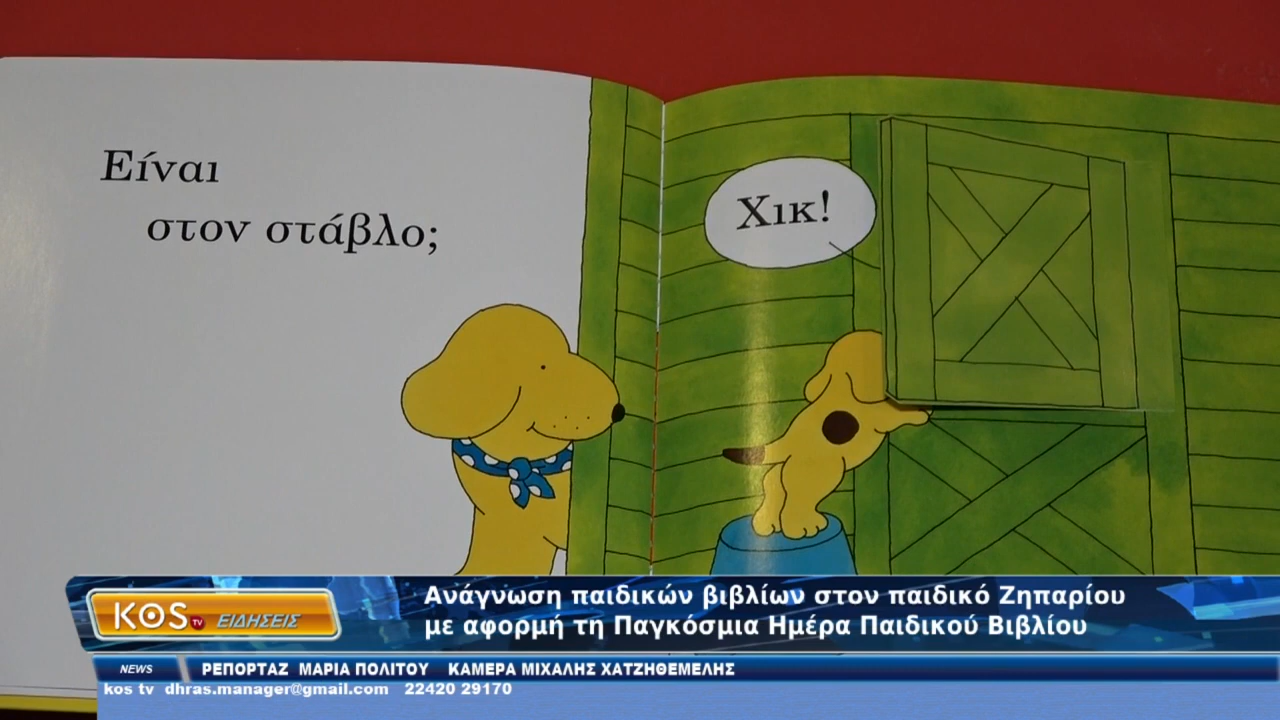 Είναι
στον στάβλο;
Χικ!
Ανάγνωση παιδικών βιβλίων στον παιδικό Ζηπαρίου
με αφορμή τη Παγκόσμια Ημέρα Παιδικού Βιβλίου
KOS TV ΕΙΔΗΣΕΙΣ
NEWS ΡΕΠΟΡΤΑΖ ΜΑΡΙΑ ΠΟΛΙΤΟΥ ΚΑΜΕΡΑ ΜΙΧΑΛΗΣ ΧΑΤΖΗΘΕΜΕΛΗΣ
kos tv dhras.manager@gmail.com 22420 29170